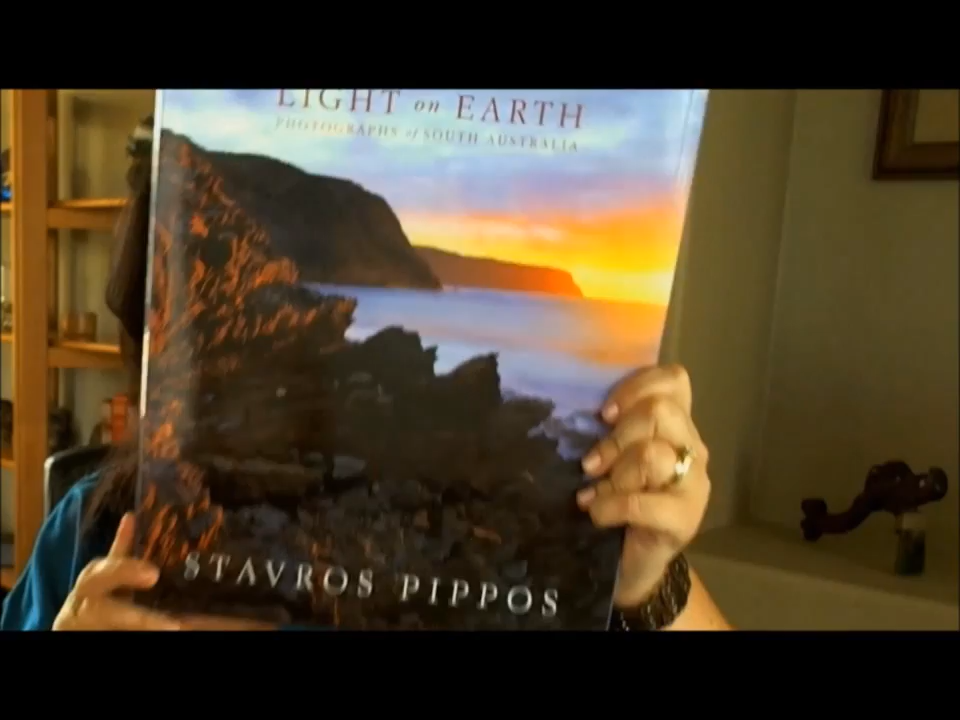 LIGHT on EARTH
PHOTOGRAPHS of SOUTH AUSTRALIA
STAVROS PIPPOS